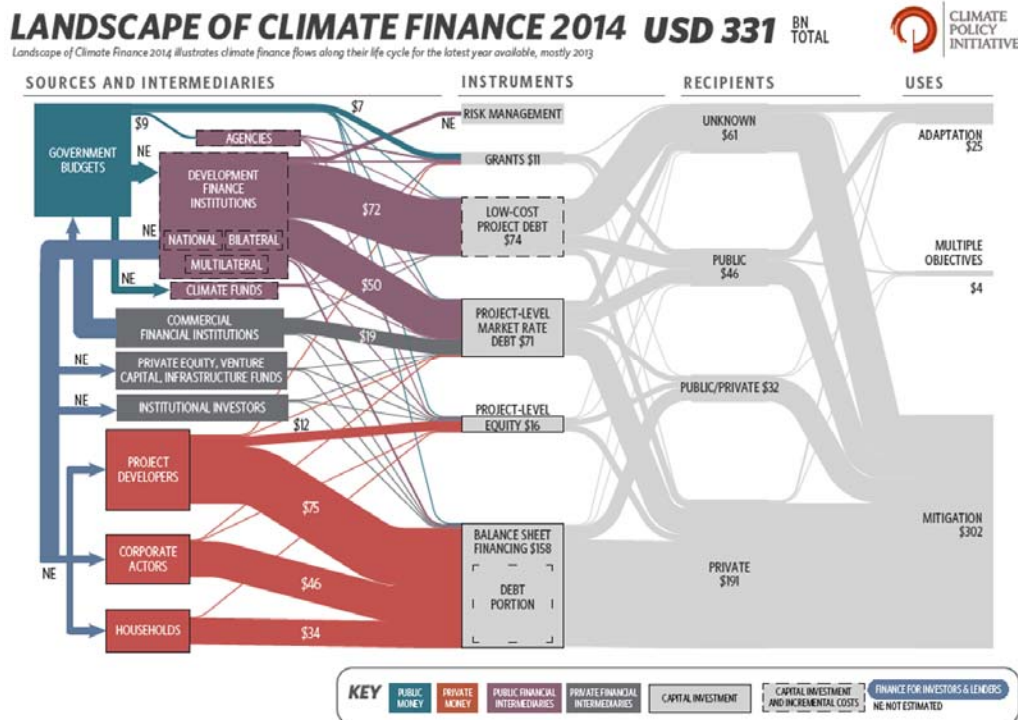 LANDSCAPE OF CLIMATE FINANCE 2014 USD 331 BN TOTAL
Landscape of Climate Finance 2014 illustrates climate finance flows along their life cycle for the latest year available, mostly 2013
CLIMATE
POLICY
INITIATIVE
SOURCES AND INTERMEDIARIES
INSTRUMENTS
RECIPIENTS
USES
GOVERNMENT
BUDGETS
$9
NE
AGENCIES
DEVELOPMENT
FINANCE
INSTITUTIONS
NATIONAL
BILATERAL
MULTILATERAL
NE
NE
CLIMATE FUNDS
COMMERCIAL
FINANCIAL INSTITUTIONS
NE
PRIVATE EQUITY, VENTURE
CAPITAL, INFRASTRUCTURE FUNDS
NE
INSTITUTIONAL INVESTORS
PROJECT
DEVELOPERS
CORPORATE
ACTORS
NE
HOUSEHOLDS
$7
NE
$72
$50
$19
$12
$75
$46
$34
RISK MANAGEMENT
GRANTS $11
LOW-COST
PROJECT DEBT
$74
PROJECT-LEVEL
MARKET RATE
DEBT $71
PROJECT-LEVEL
EQUITY $16
BALANCE SHEET
FINANCING $158
DEBT
PORTION
UNKNOWN
$61
PUBLIC
$46
PUBLIC/PRIVATE $32
PRIVATE
$191
ADAPTATION
$25
MULTIPLE
OBJECTIVES
$4
MITIGATION
$302
KEY
PUBLIC
MONEY
PRIVATE
MONEY
PUBLIC FINANCIAL
INTERMEDIARIES
PRIVATE FINANCIAL
INTERMEDIARIES
CAPITAL INVESTMENT
CAPITAL INVESTMENT
AND INCREMENTAL COSTS
FINANCE FOR INVESTORS & LENDERS
NE: NOT ESTIMATED